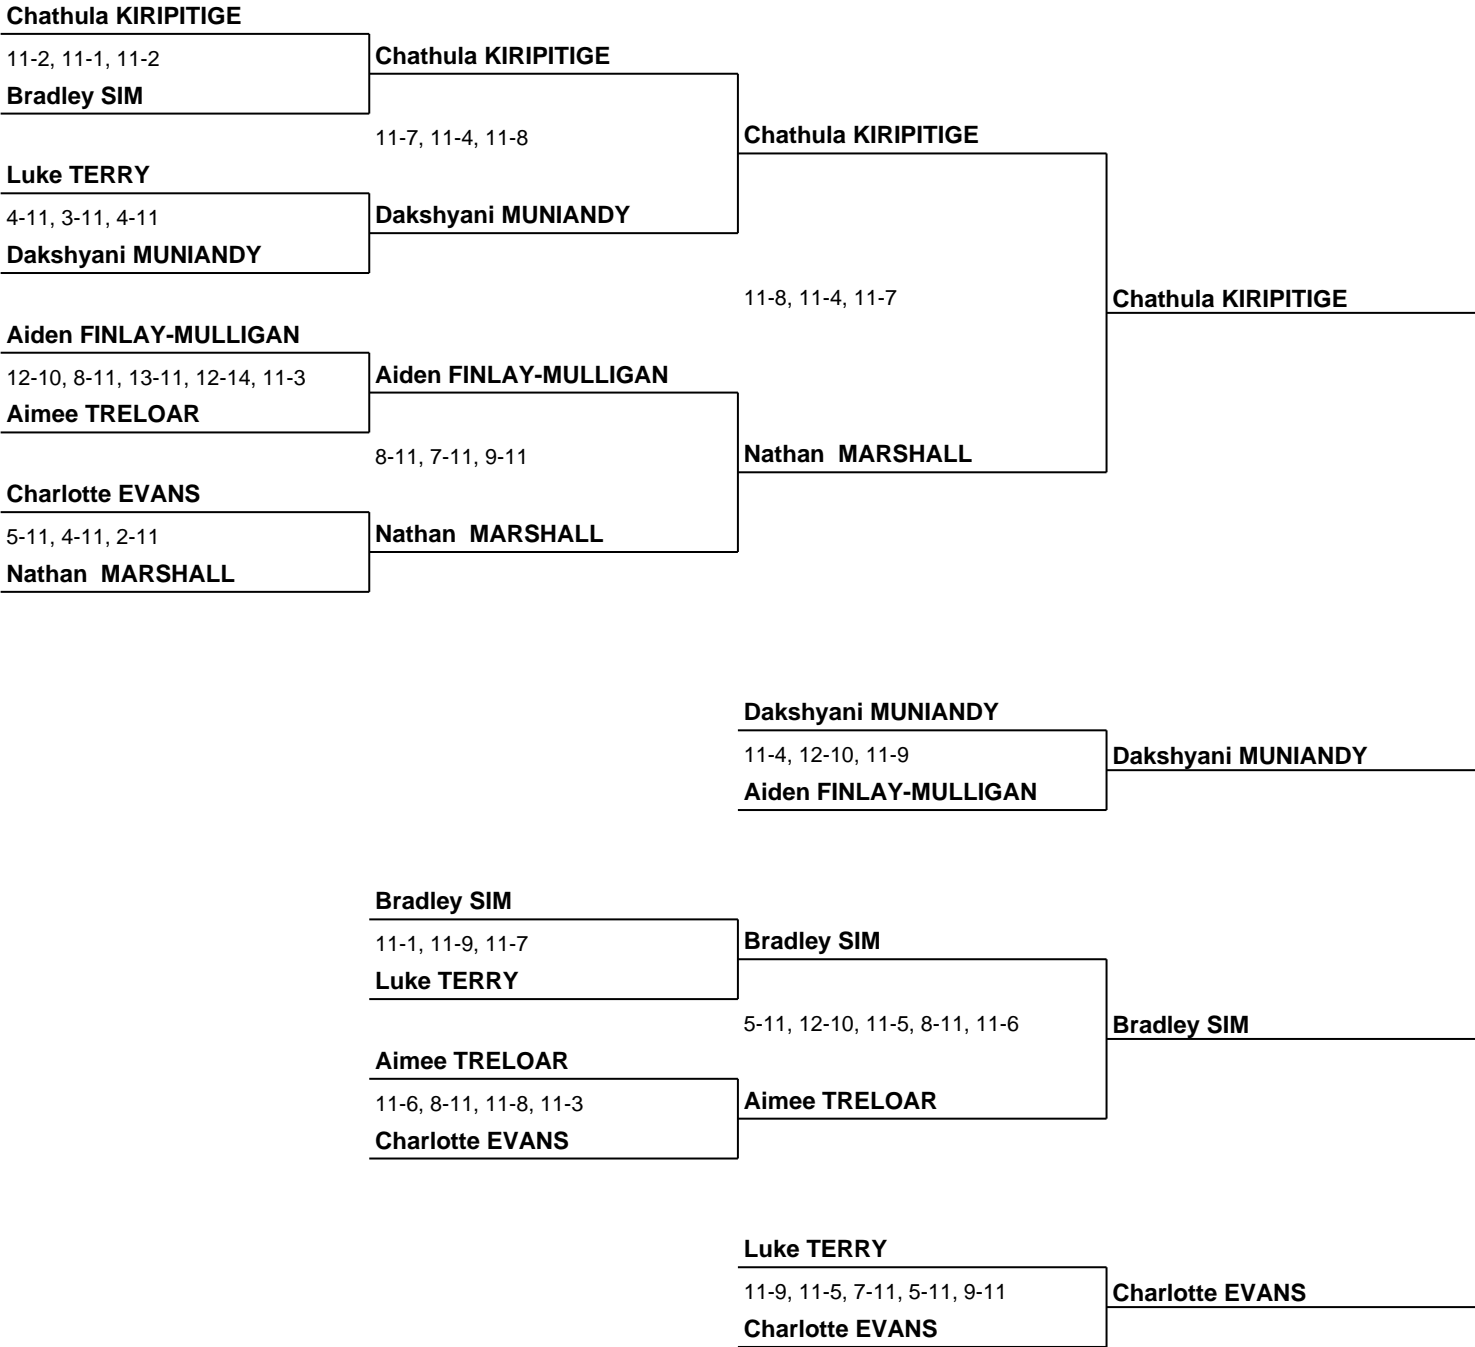 Chathula KIRIPITIGE
11-2, 11-1, 11-2
Bradley SIM
Chathula KIRIPITIGE
11-7, 11-4, 11-8
Luke TERRY
4-11, 3-11, 4-11
Dakshyani MUNIANDY
Dakshyani MUNIANDY
Chathula KIRIPITIGE
11-8, 11-4, 11-7
Chathula KIRIPITIGE
Aiden FINLAY-MULLIGAN
12-10, 8-11, 13-11, 12-14, 11-3
Aimee TRELOAR
Aiden FINLAY-MULLIGAN
8-11, 7-11, 9-11
Nathan  MARSHALL
Charlotte EVANS
5-11, 4-11, 2-11
Nathan  MARSHALL
Nathan  MARSHALL
Dakshyani MUNIANDY
11-4, 12-10, 11-9
Aiden FINLAY-MULLIGAN
Dakshyani MUNIANDY
Bradley SIM
11-1, 11-9, 11-7
Luke TERRY
Bradley SIM
5-11, 12-10, 11-5, 8-11, 11-6
Bradley SIM
Aimee TRELOAR
11-6, 8-11, 11-8, 11-3
Charlotte EVANS
Aimee TRELOAR
Luke TERRY
11-9, 11-5, 7-11, 5-11, 9-11
Charlotte EVANS
Charlotte EVANS